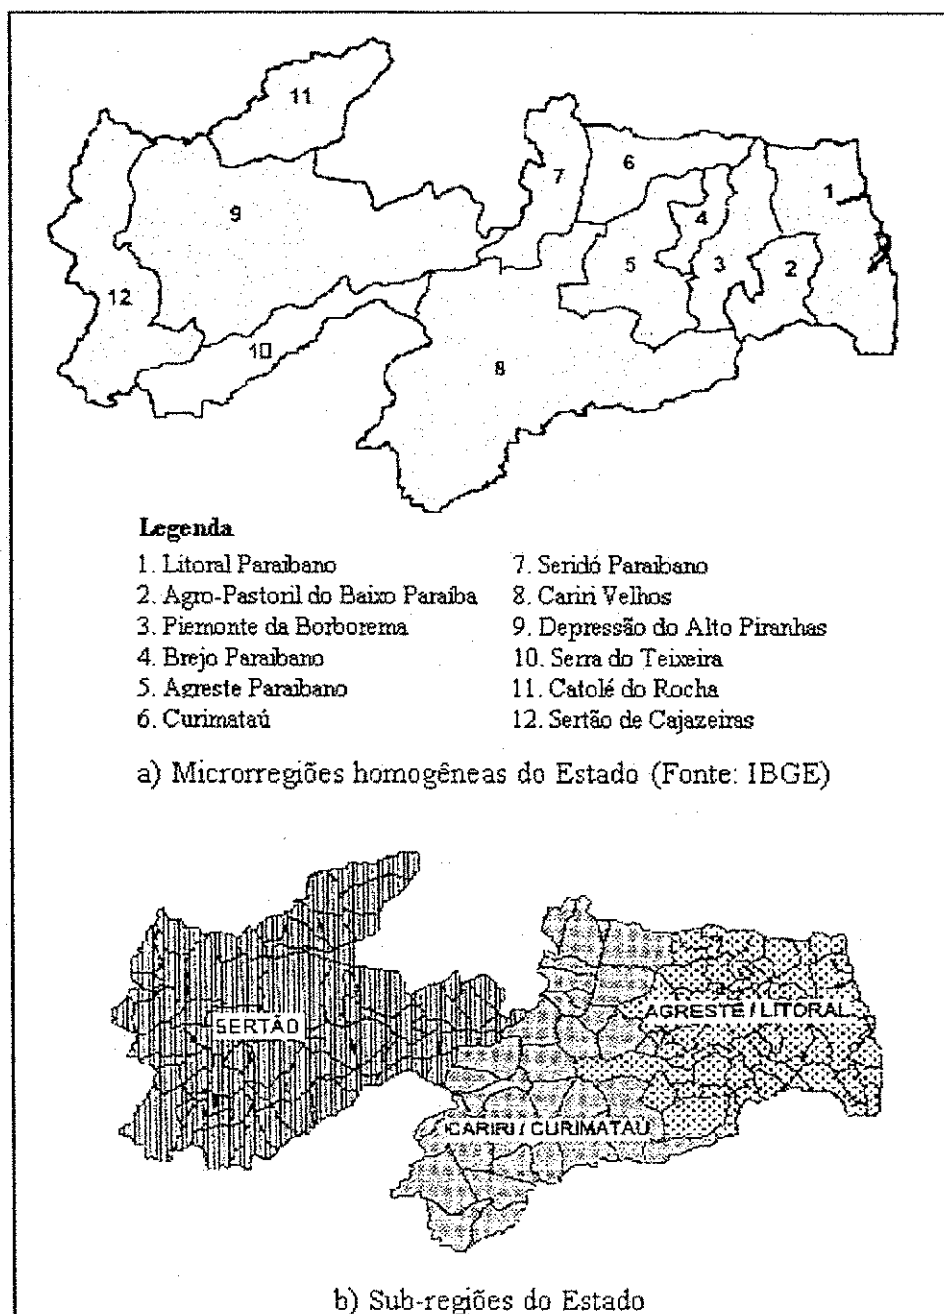 11
7
6
1
9
4
5
3
2
12
10
8
Legenda
1. Litoral Paraibano
2. Agro-Pastoril do Baixo Paraíba
3. Piemonte da Borborema
4. Brejo Paraibano
5. Agreste Paraibano
6. Curimataú
7. Seridó Paraibano
8. Cariri Velhos
9. Depressão do Alto Piranhas
10. Serra do Teixeira
11. Catolé do Rocha
12. Sertão de Cajazeiras
a) Microrregiões homogêneas do Estado (Fonte: IBGE)
SERTÃO
AGRESTE / LITORAL
CARIRI / CURIMATAU
b) Sub-regiões do Estado